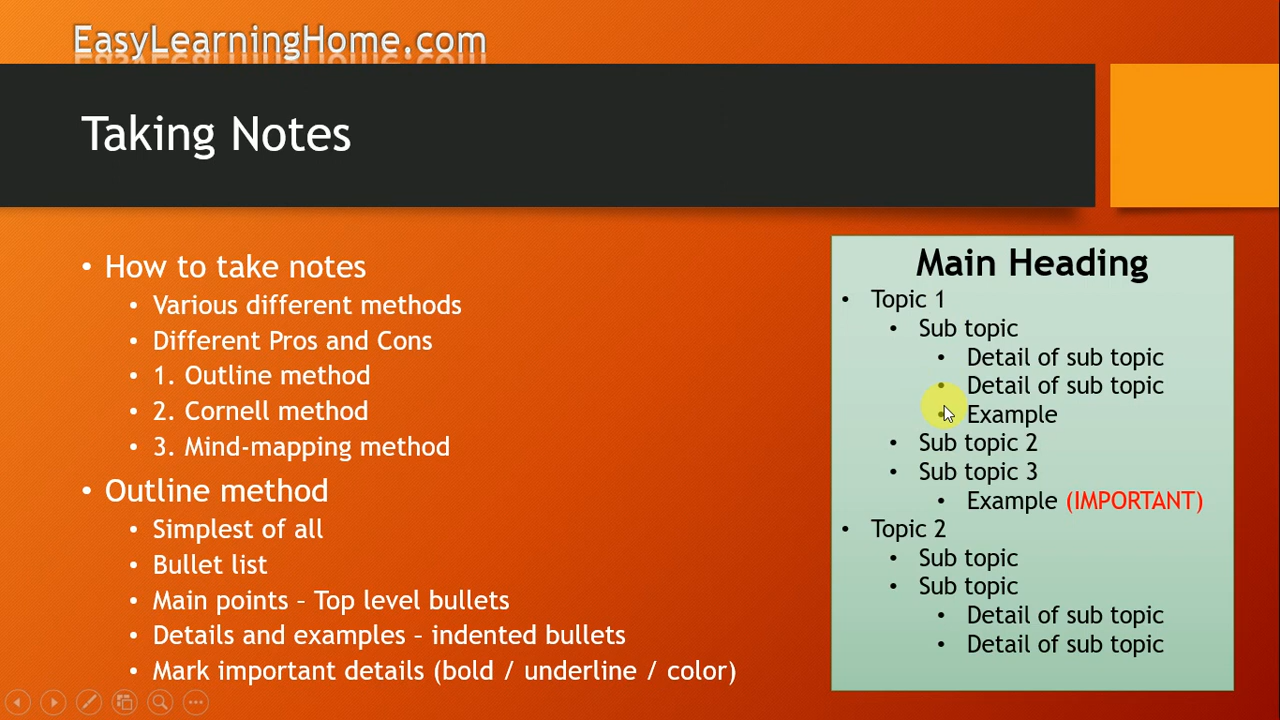 EasyLearningHome.com
Taking Notes
• How to take notes
• Various different methods
• Different Pros and Cons
• 1. Outline method
• 2. Cornell method
• 3. Mind-mapping method
• Outline method
• Simplest of all
• Bullet list
• Main points – Top level bullets
• Details and examples – indented bullets
• Mark important details (bold / underline / color)
Main Heading
• Topic 1
• Sub topic
• Detail of sub topic
• Detail of sub topic
• Example
• Sub topic 2
• Sub topic 3
• Example (IMPORTANT)
• Topic 2
• Sub topic
• Sub topic
• Detail of sub topic
• Detail of sub topic